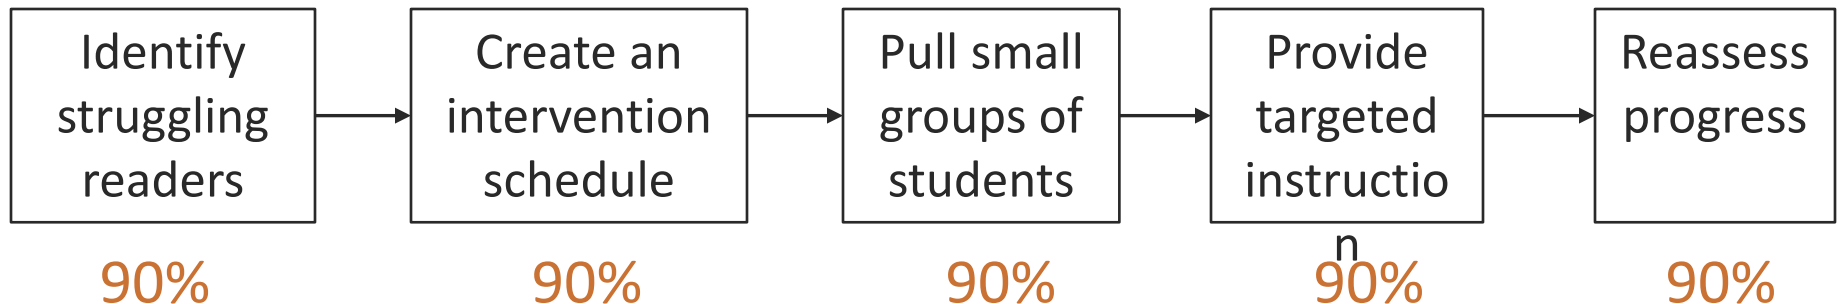 Identify
struggling
readers
Create an
intervention
schedule
Pull small
groups of
students
Provide
targeted
instructio
n
Reassess
progress
90%
90%
90%
90%
90%